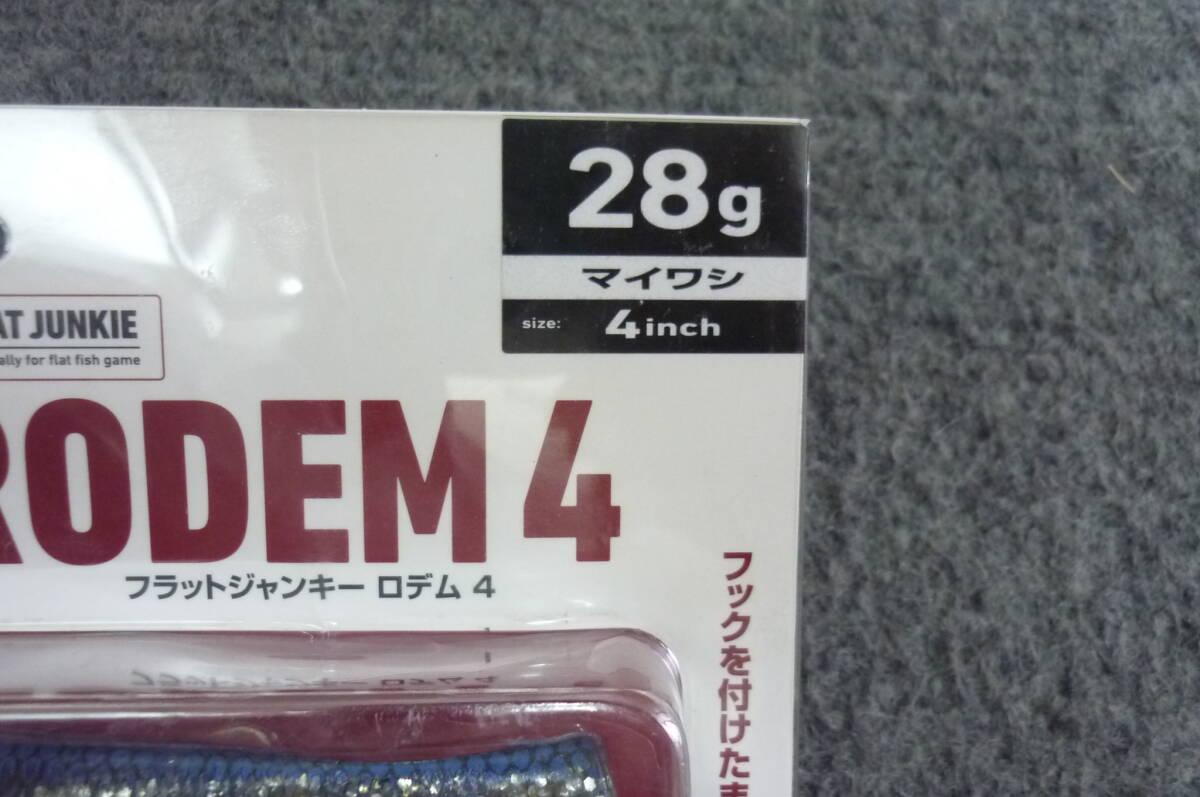 28g
マイワシ
size: 4inch
AT JUNKIE
ally for flat fish game
RODEM 4
フラットジャンキー ロデム 4
フックを付けたま